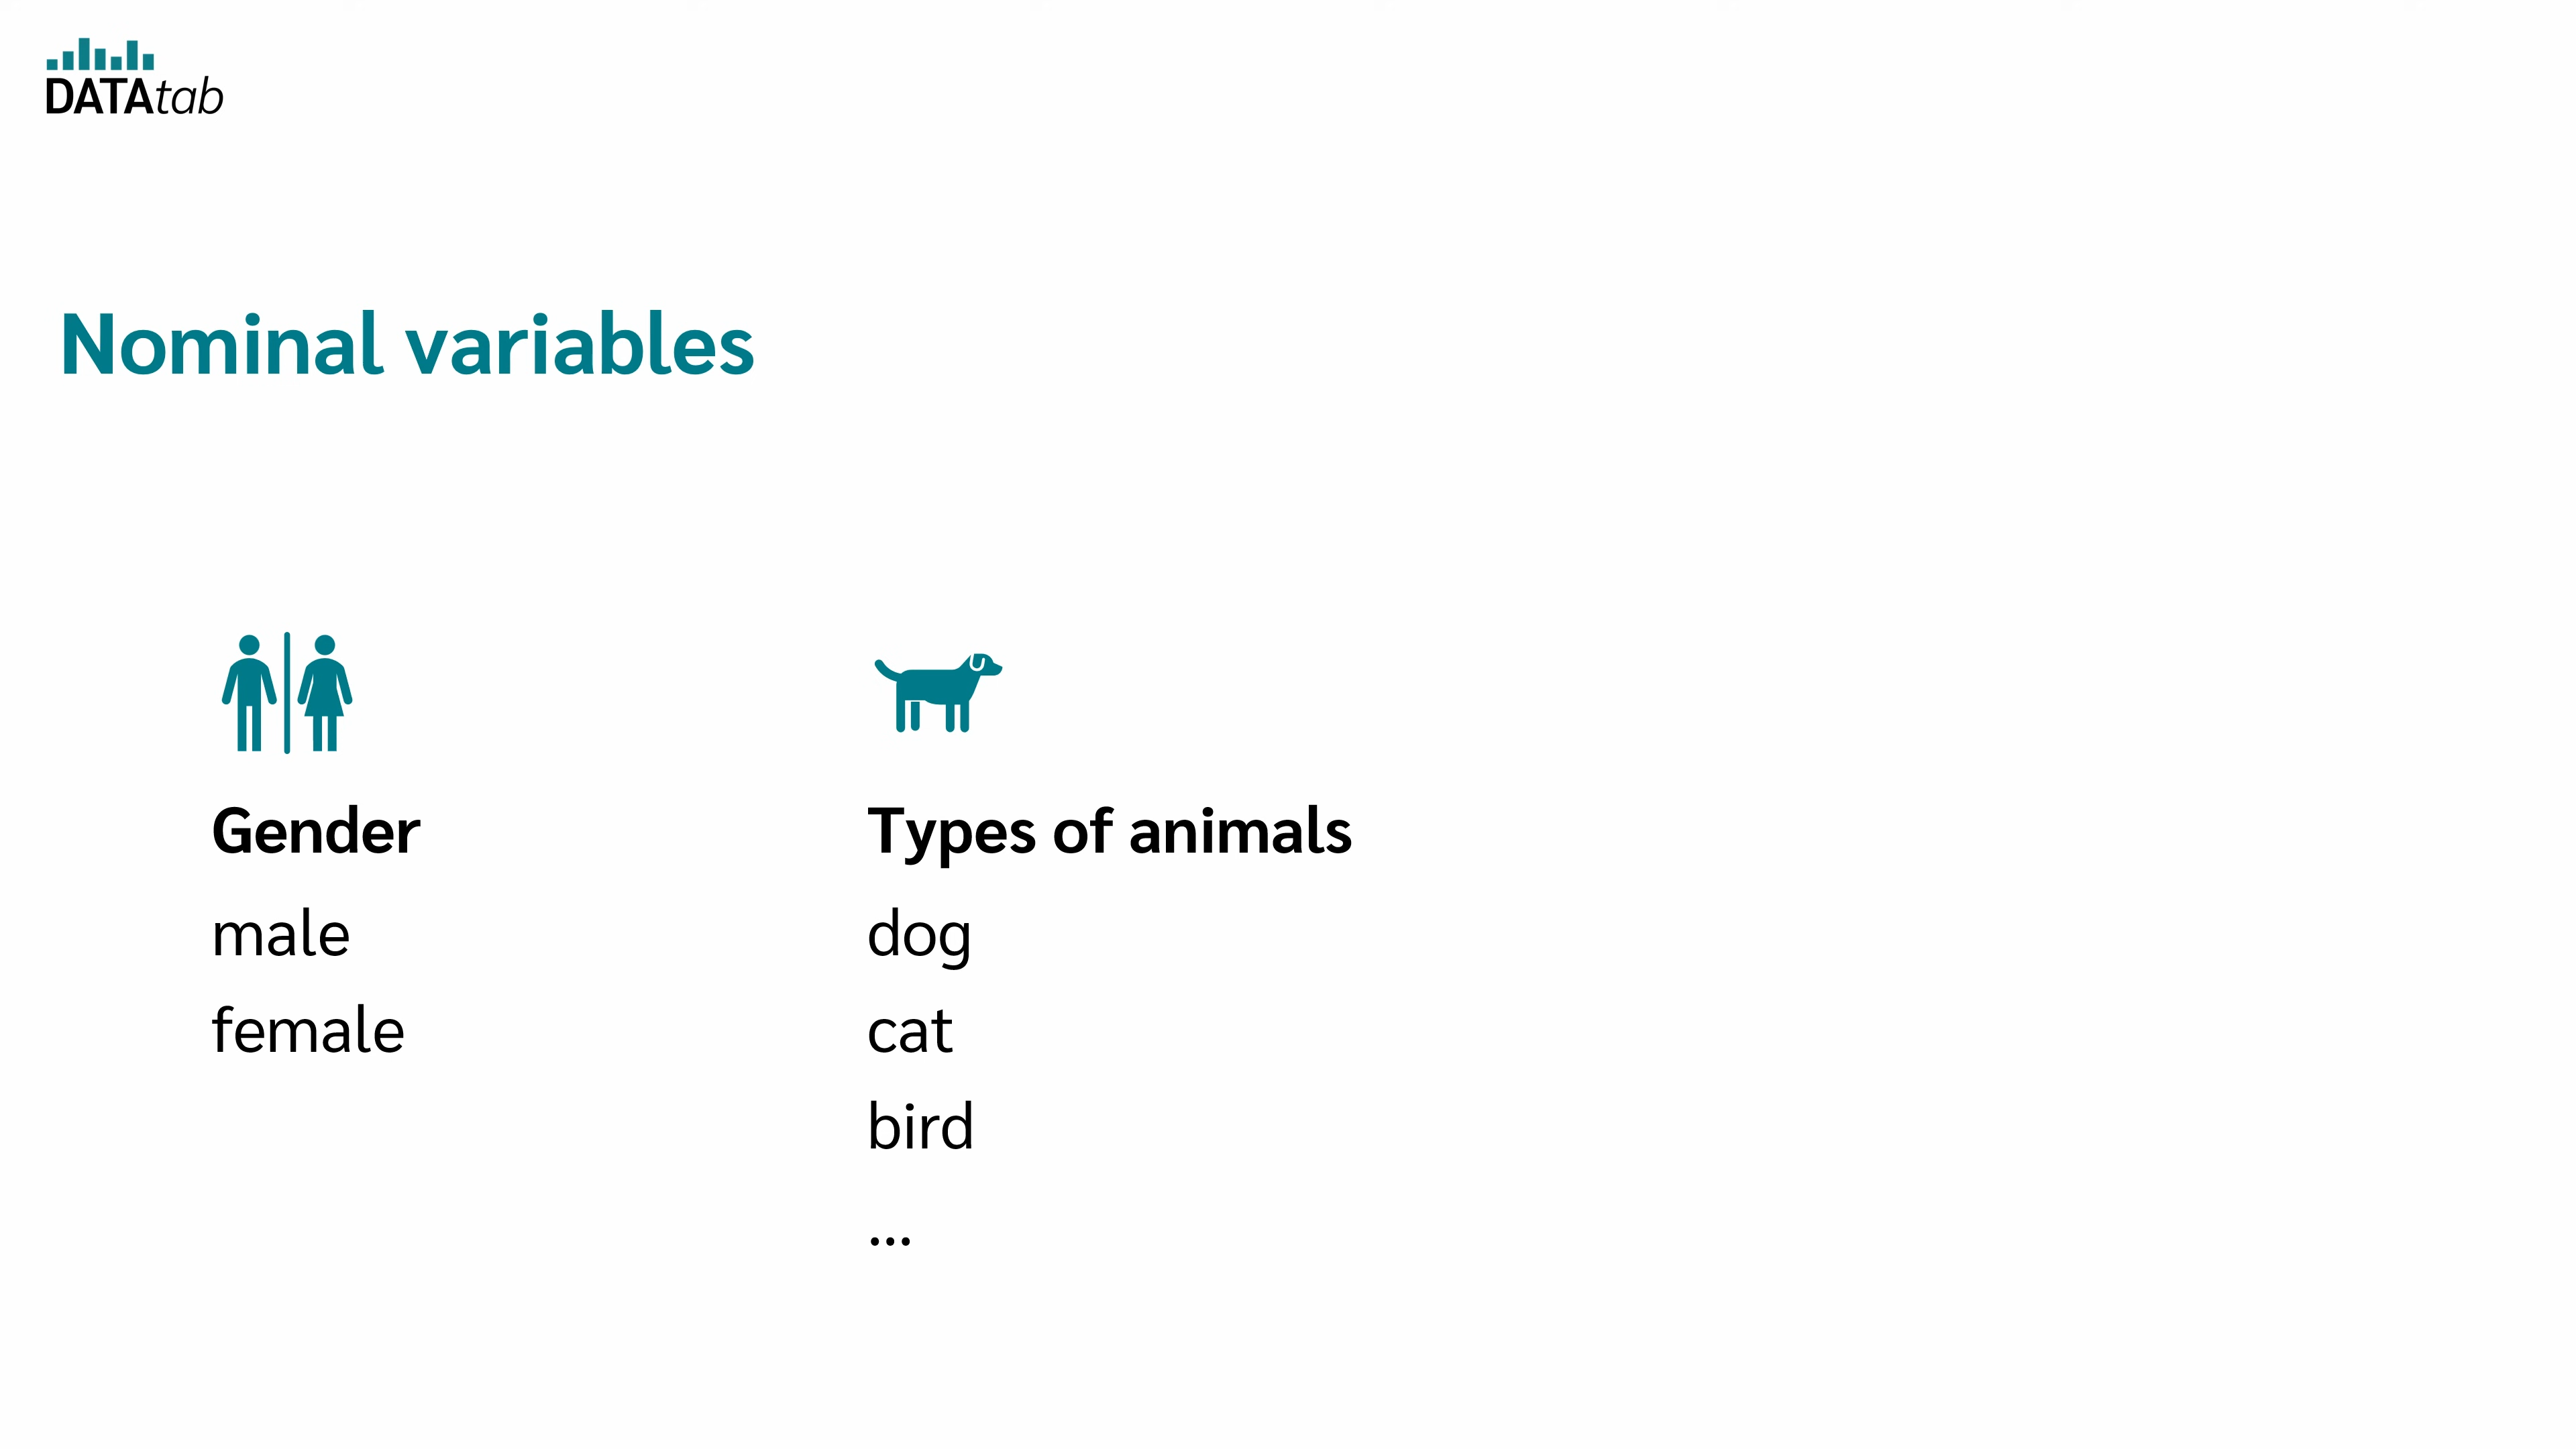 DATAtab
Nominal variables
Gender
male
female
Types of animals
dog
cat
bird
...